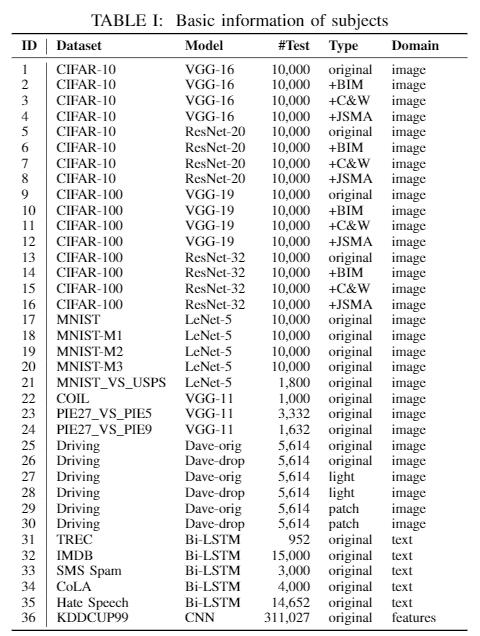 TABLE I: Basic information of subjects
ID Dataset Model #Test Type Domain
1 CIFAR-10 VGG-16 10,000 original image
2 CIFAR-10 VGG-16 10,000 +BIM image
3 CIFAR-10 VGG-16 10,000 +C&W image
4 CIFAR-10 VGG-16 10,000 +JSMA image
5 CIFAR-10 ResNet-20 10,000 original image
6 CIFAR-10 ResNet-20 10,000 +BIM image
7 CIFAR-10 ResNet-20 10,000 +C&W image
8 CIFAR-10 ResNet-20 10,000 +JSMA image
9 CIFAR-100 VGG-19 10,000 original image
10 CIFAR-100 VGG-19 10,000 +BIM image
11 CIFAR-100 VGG-19 10,000 +C&W image
12 CIFAR-100 VGG-19 10,000 +JSMA image
13 CIFAR-100 ResNet-32 10,000 original image
14 CIFAR-100 ResNet-32 10,000 +BIM image
15 CIFAR-100 ResNet-32 10,000 +C&W image
16 CIFAR-100 ResNet-32 10,000 +JSMA image
17 MNIST LeNet-5 10,000 original image
18 MNIST-M1 LeNet-5 10,000 original image
19 MNIST-M2 LeNet-5 10,000 original image
20 MNIST-M3 LeNet-5 10,000 original image
21 MNIST_VS_USPS LeNet-5 1,800 original image
22 COIL VGG-11 1,000 original image
23 PIE27_VS_PIE5 VGG-11 3,332 original image
24 PIE27_VS_PIE9 VGG-11 1,632 original image
25 Driving Dave-orig 5,614 original image
26 Driving Dave-drop 5,614 original image
27 Driving Dave-orig 5,614 light image
28 Driving Dave-drop 5,614 light image
29 Driving Dave-orig 5,614 patch image
30 Driving Dave-drop 5,614 patch image
31 TREC Bi-LSTM 952 original text
32 IMDB Bi-LSTM 15,000 original text
33 SMS Spam Bi-LSTM 3,000 original text
34 CoLA Bi-LSTM 4,000 original text
35 Hate Speech Bi-LSTM 14,652 original text
36 KDDCUP99 CNN 311,027 original features